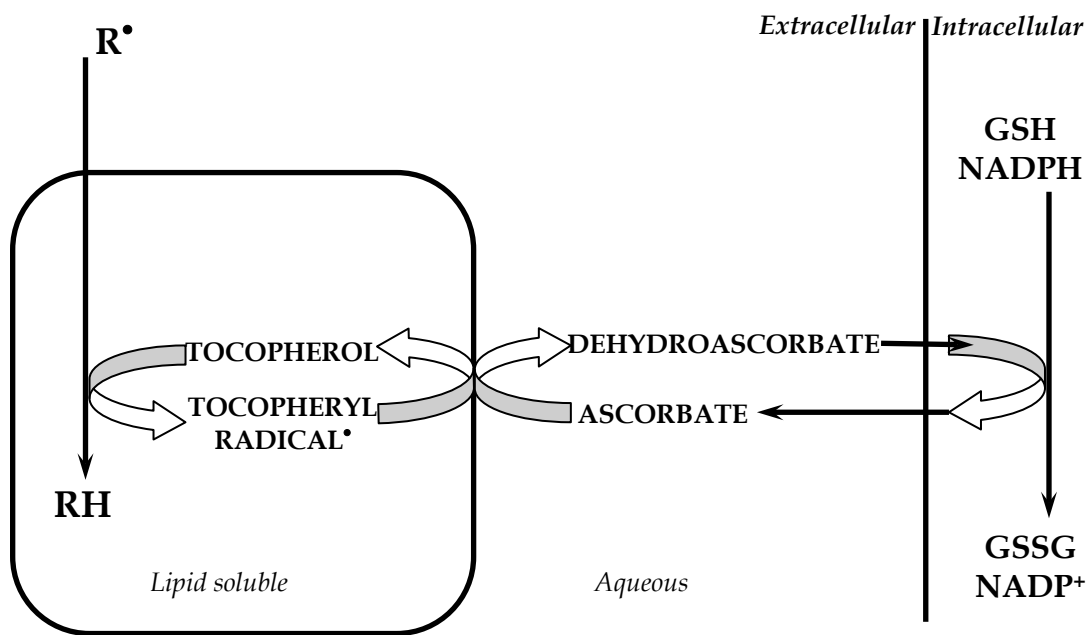 R•
Extracellular
Intracellular
GSH
NADPH
TOCOPHEROL
DEHYDROASCORBATE
TOCOPHERYL
RADICAL•
ASCORBATE
RH
GSSG
NADP⁺
Lipid soluble
Aqueous